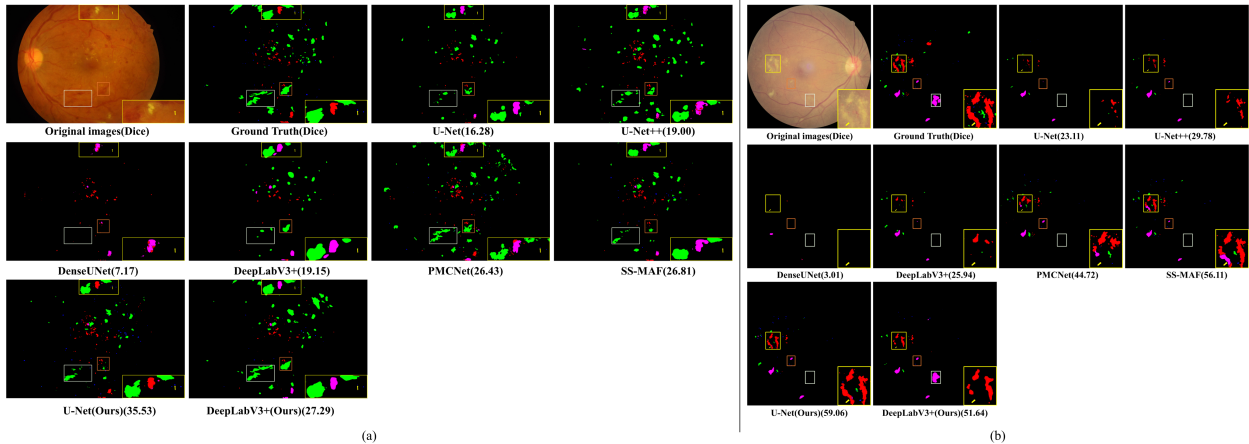 Original images(Dice)
Ground Truth(Dice)
U-Net(16.28)
U-Net++(19.00)
DenseUNet(7.17)
DeepLabV3+(19.15)
PMCNet(26.43)
SS-MAF(26.81)
U-Net(Ours)(35.53)
DeepLabV3+(Ours)(27.29)
(a)
Original images(Dice)
Ground Truth(Dice)
U-Net(23.11)
U-Net++(29.78)
DenseUNet(3.01)
DeepLabV3+(25.94)
PMCNet(44.72)
SS-MAF(56.11)
U-Net(Ours)(59.06)
DeepLabV3+(Ours)(51.64)
(b)